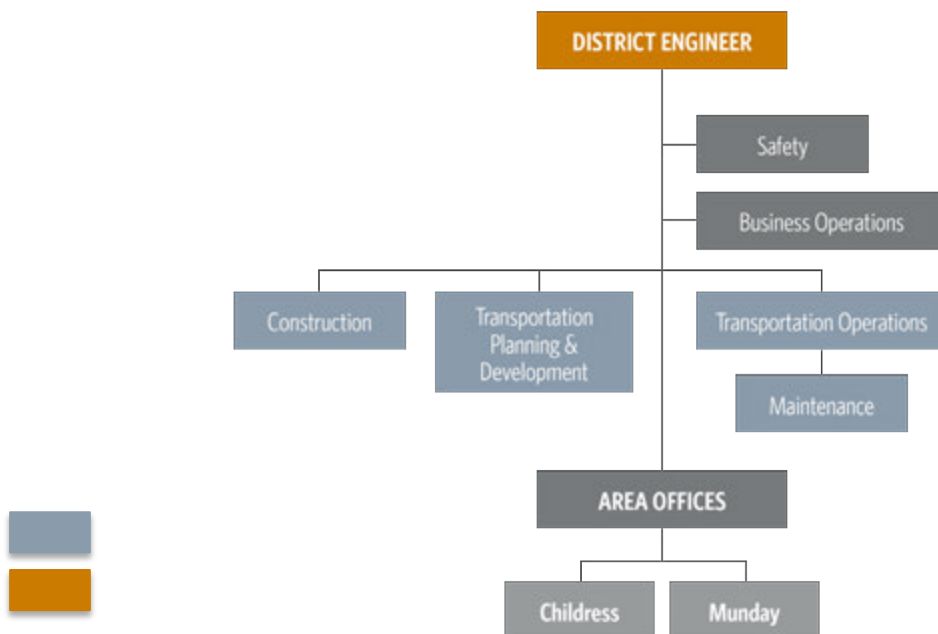 DISTRICT ENGINEER
Safety
Business Operations
Construction
Transportation
Planning &
Development
Transportation Operations
Maintenance
AREA OFFICES
Childress
Munday